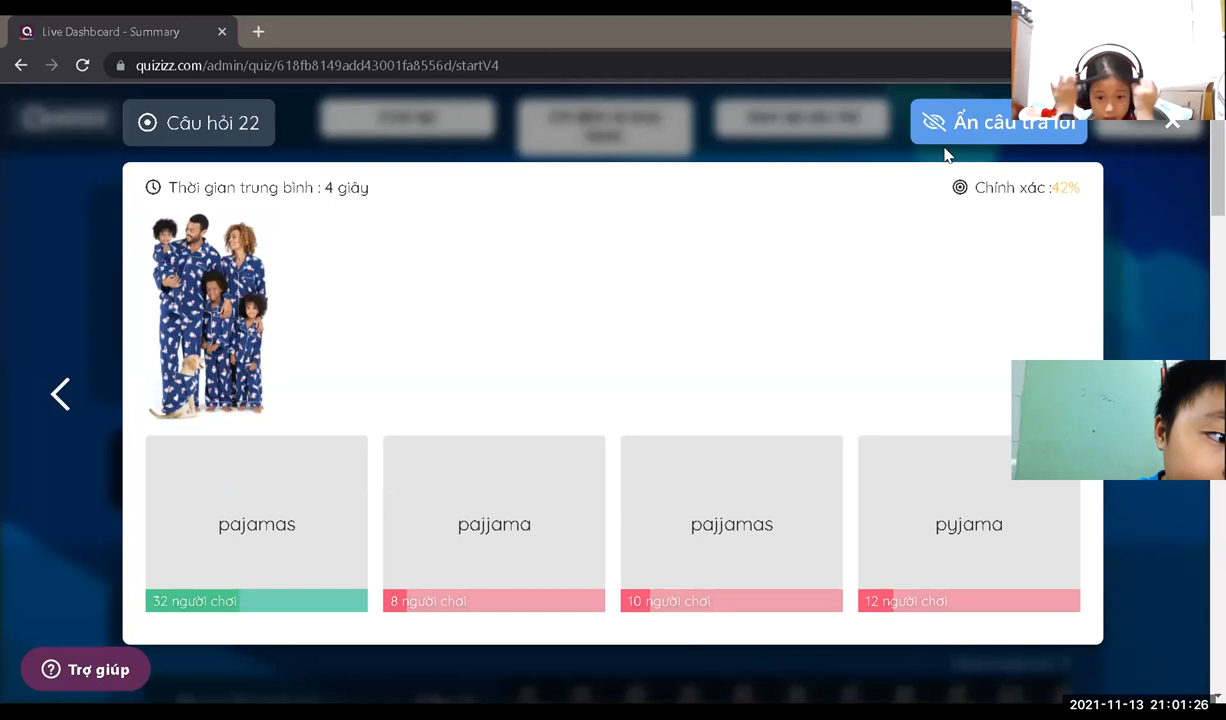 Live Dashboard - Summary
quizizz.com/admin/quiz/618fb8149add43001fa8556d/startV4
Câu hỏi 22
Ẩn câu trả lời
Thời gian trung bình : 4 giây
Chính xác :42%
pajamas
pajjama
pajjamas
pyjama
32 người chơi
8 người chơi
10 người chơi
12 người chơi
Trợ giúp
2021-11-13 21:01:26